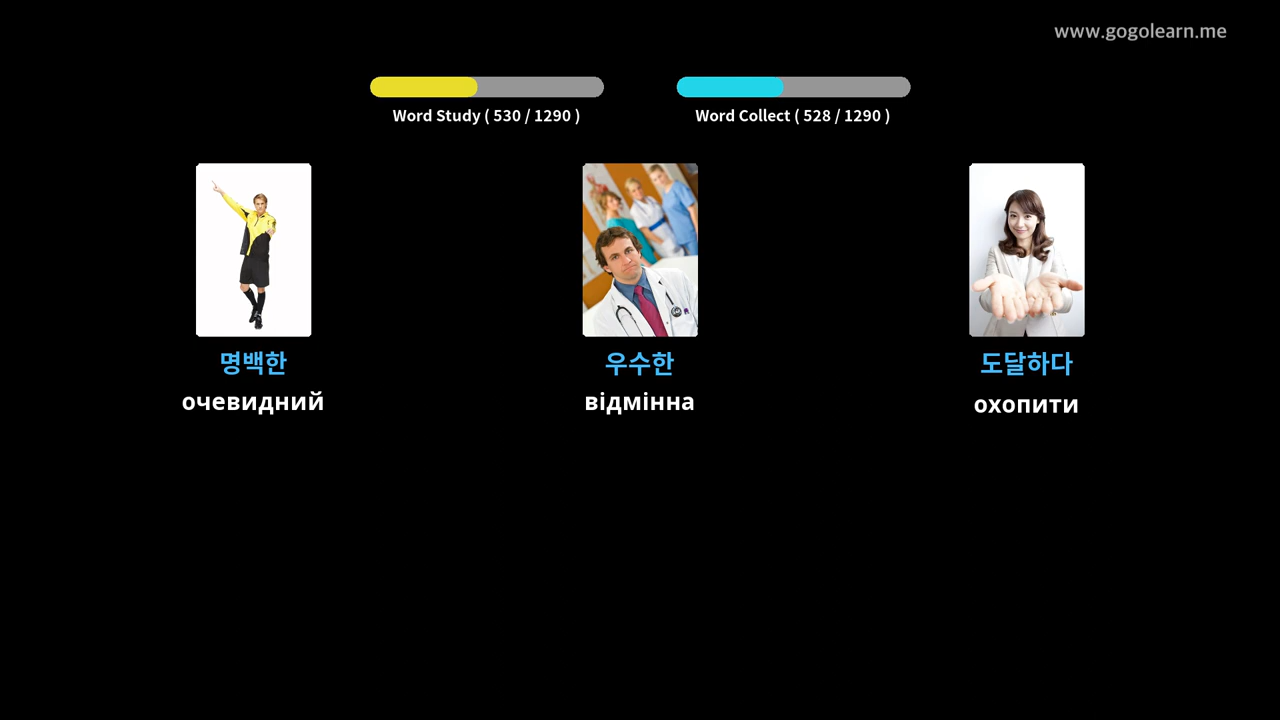 www.gogolearn.me
Word Study ( 530 / 1290 )
Word Collect ( 528 / 1290 )
명백한
우수한
도달하다
очевидний
відмінна
охопити